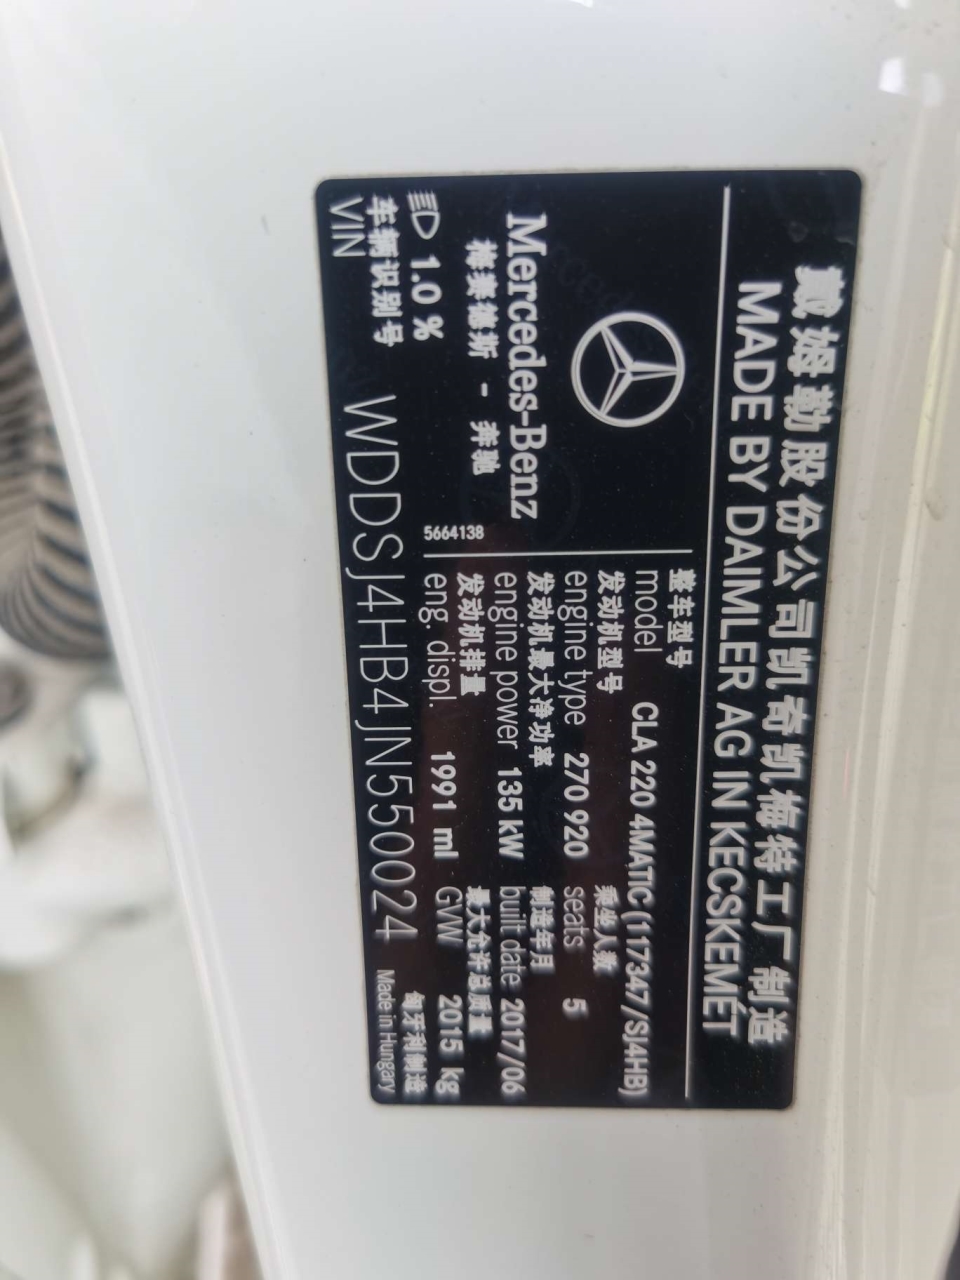 戴姆勒股份公司凯奇凯梅特工厂制造
MADE BY DAIMLER AG IN KECSKEMET
Mercedes-Benz
梅赛德斯 - 奔驰
1.0 %
5664138
整车型号
model CLA 220 4MATIC (117347/SJ4HB)
发动机型号 乘坐人数
engine type 270 920 seats 5
发动机最大净功率 制造年月
engine power 135 kW built date 2017/06
发动机排量 最大允许总质量
eng. displ. 1991 ml GVW 2015 kg
车辆识别号 匈牙利制造
VIN WDDSJ4HB4JN550024 Made in Hungary